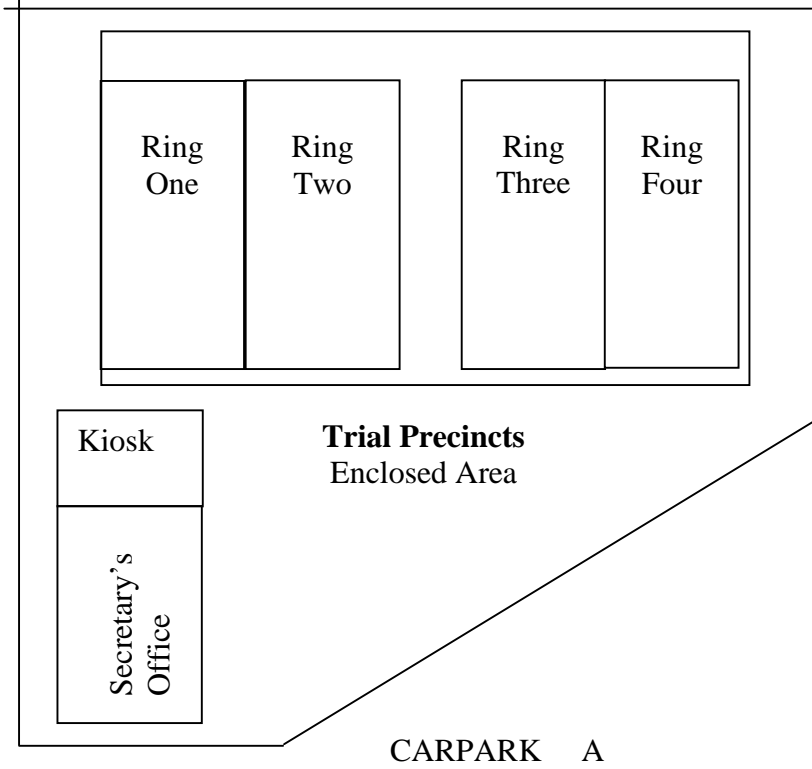 Ring
One
Ring
Two
Ring
Three
Ring
Four
Kiosk
Trial Precincts
Enclosed Area
Secretary’s
Office
CARPARK A